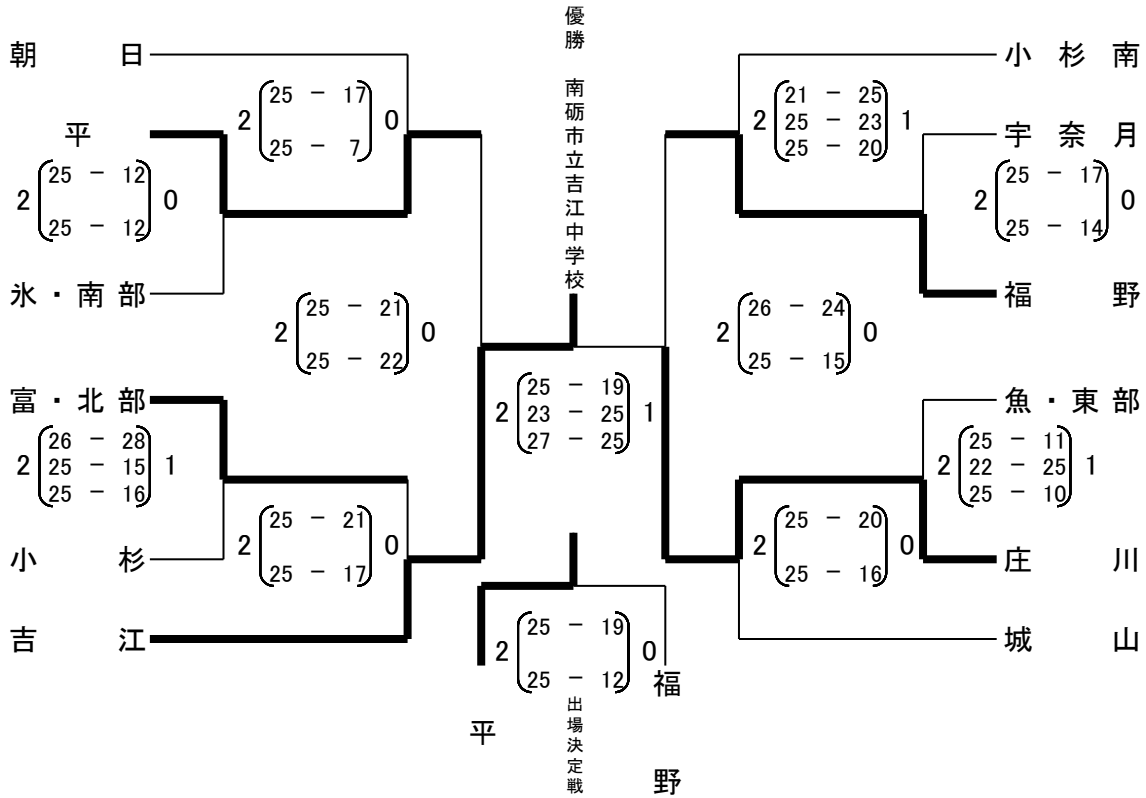 優勝 南砺市立吉江中学校
朝日
2 25 - 17 0
25 - 7
平
2 25 - 12 0
25 - 12
氷・南部
2 25 - 21 0
25 - 22
富・北部
2 26 - 28 1
25 - 15
25 - 16
小杉
2 25 - 21 0
25 - 17
吉江
2 25 - 19 1
23 - 25
27 - 25
小杉南
2 21 - 25 1
25 - 23
25 - 20
宇奈月
2 25 - 17 0
25 - 14
福野
2 26 - 24 0
25 - 15
魚・東部
2 25 - 11 1
22 - 25
25 - 10
庄川
2 25 - 20 0
25 - 16
城山
2 25 - 19 0
25 - 12
平
福野
出場決定戦